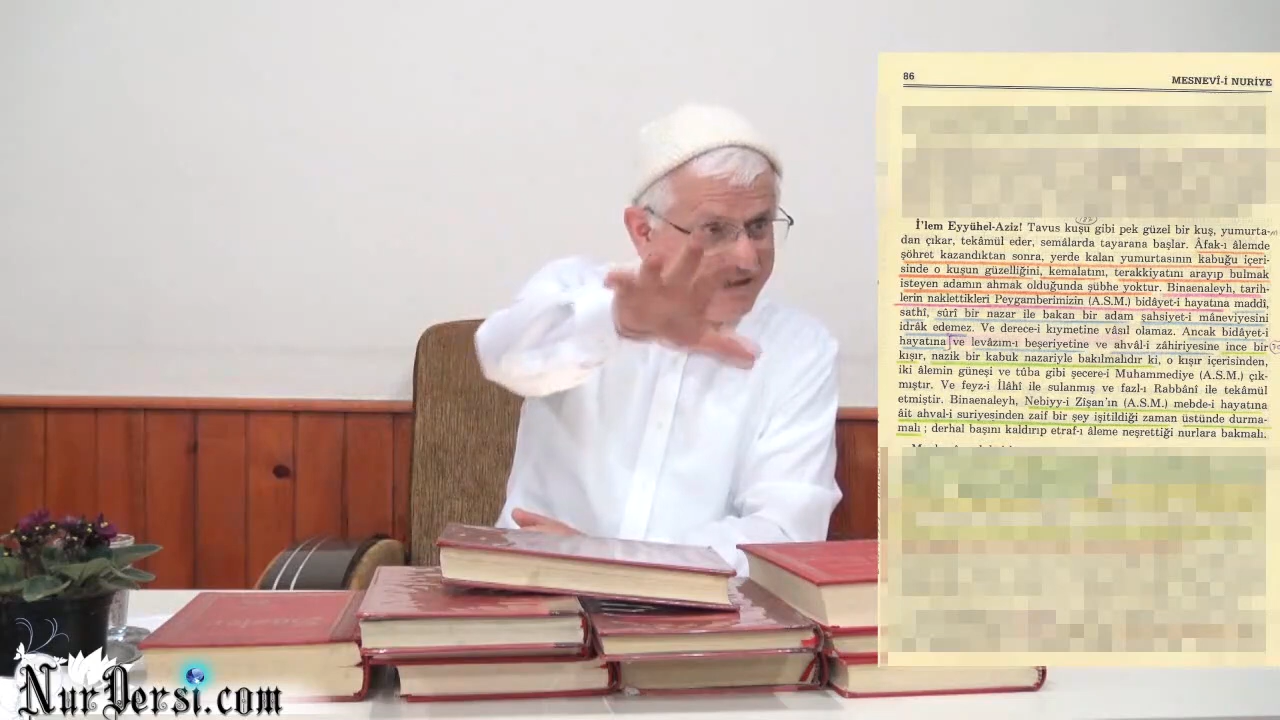 86
MESNEVÎ-İ NURİYE
İ'lem Eyyühel-Aziz! Tavus kuşu gibi pek güzel bir kuş, yumurta-
dan çıkar, tekâmül eder, semâlarda tayarana başlar. Âfak-ı âlemde
şöhret kazandıktan sonra, yerde kalan yumurtasının kabuğu içeri-
sinde o kuşun güzelliğini, kemalatını, terakkiyatını arayıp bulmak
isteyen adamın ahmak olduğunda şübhe yoktur. Binaenaleyh, tarih-
lerin naklettikleri Peygamberimizin (A.S.M.) bidâyet-i hayatına maddî,
sathî, sûrî bir nazar ile bakan bir adam şahsiyet-i mâneviyesini
idrâk edemez. Ve derece-i kıymetine vâsıl olamaz. Ancak bidâyet-i
hayatına ve levâzım-ı beşeriyetine ve ahvâl-i zâhiriyesine ince bir
kışır, nazik bir kabuk nazariyle bakılmalıdır ki, o kışır içerisinden,
iki âlemin güneşi ve tûba gibi şecere-i Muhammediye (A.S.M.) çık-
mıştır. Ve feyz-i İlâhî ile sulanmış ve fazl-ı Rabbânî ile tekâmül
etmiştir. Binaenaleyh, Nebiyy-i Zişan'ın (A.S.M.) mebde-i hayatına
âit ahval-i suriyesinden zaif bir şey işitildiği zaman üstünde durma-
malı ; derhal başını kaldırıp etraf-ı âleme neşrettiği nurlara bakmalı.
NurDersi.com